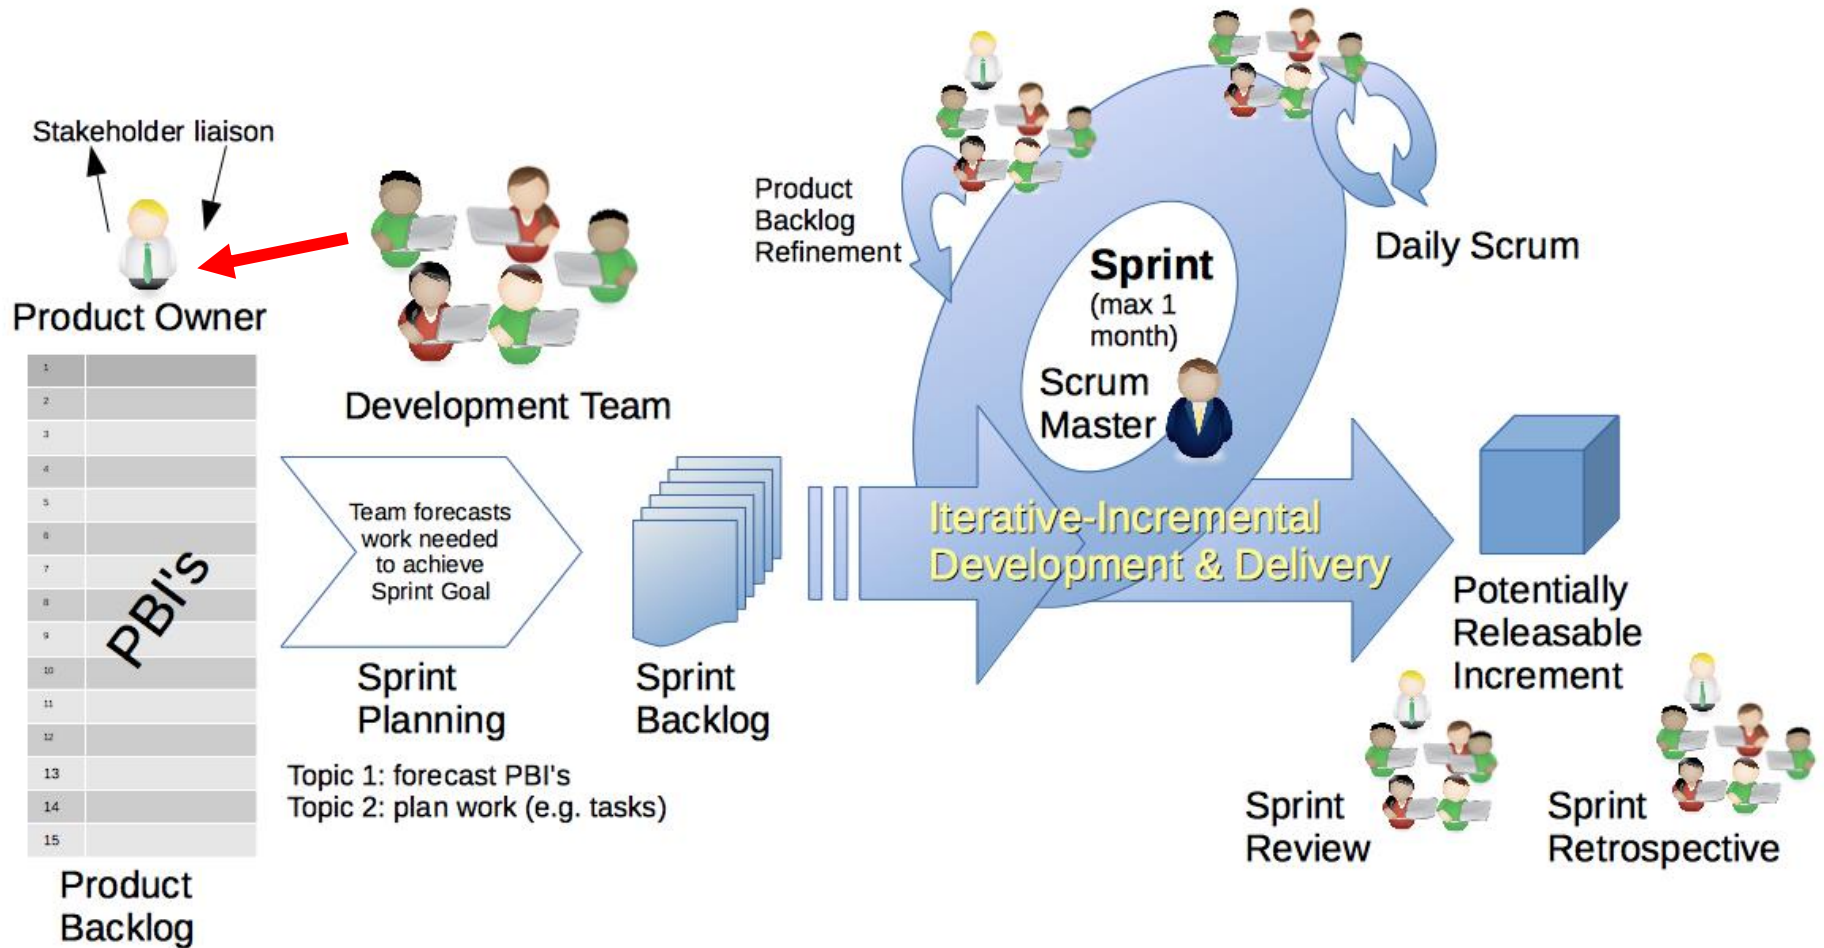 Stakeholder liaison
Product Owner
1
2
3
4
5
6
7
8
9
10
11
12
13
14
15
PBI's
Product
Backlog
Development Team
Team forecasts
work needed
to achieve
Sprint Goal
Sprint
Planning
Topic 1: forecast PBI's
Topic 2: plan work (e.g. tasks)
Sprint
Backlog
Product
Backlog
Refinement
Sprint
(max 1
month)
Scrum
Master
Daily Scrum
Iterative-Incremental
Development & Delivery
Potentially
Releasable
Increment
Sprint
Review
Sprint
Retrospective